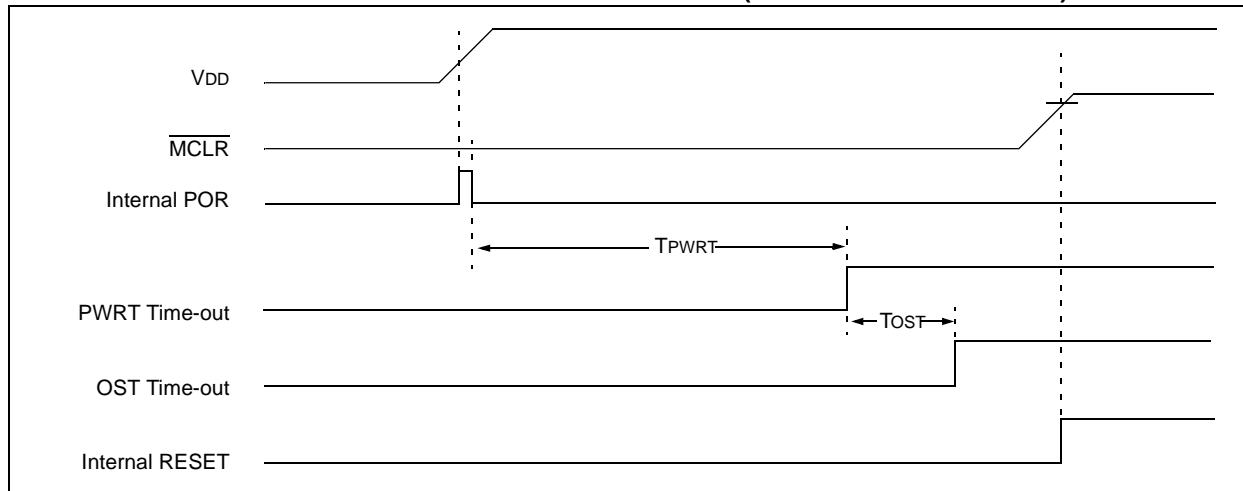 VDD
MCLR
Internal POR
TPWRT
PWRT Time-out
TOST
OST Time-out
Internal RESET